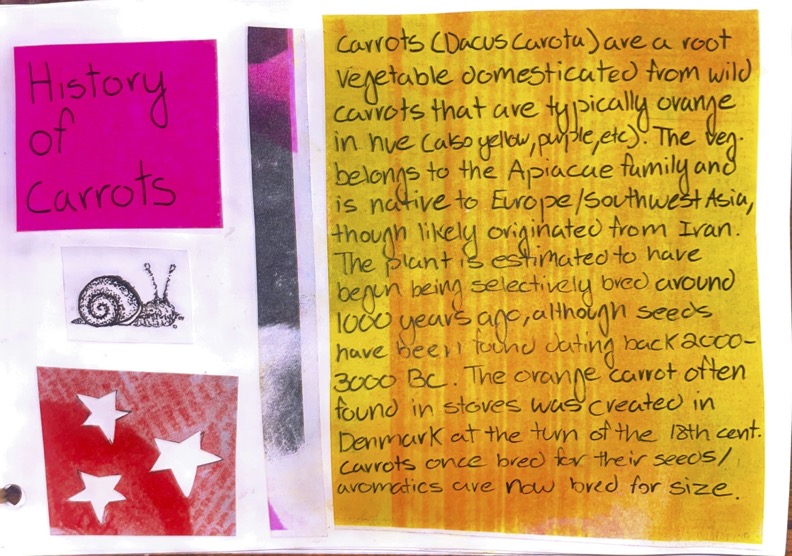 History
of
Carrots
Carrots (Dacus Carota) are a root
vegetable domesticated from wild
carrots that are typically orange
in hue (also yellow, purple, etc). The veg.
belongs to the Apiacae family and
is native to Europe/Southwest Asia,
though likely originated from Iran.
The plant is estimated to have
begun being selectively bred around
1000 years ago, although seeds
have been found dating back 2000-
3000 BC. The orange carrot often
found in stores was created in
Denmark at the turn of the 18th cent.
Carrots once bred for their seeds/
aromatics are now bred for size.